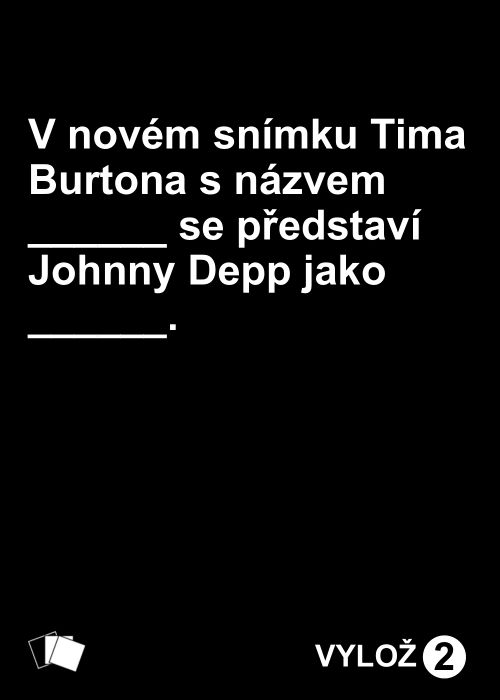 V novém snímku Tima
Burtona s názvem
______ se představí
Johnny Depp jako
______.
VYLOŽ 2